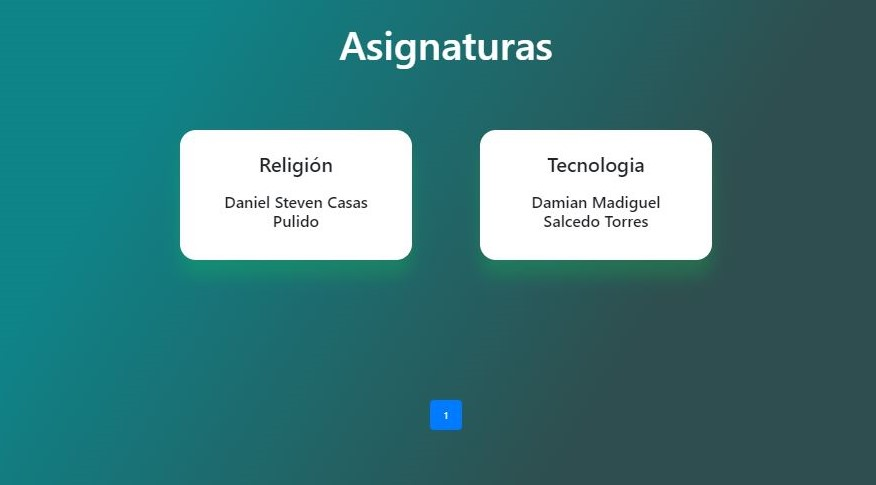 Asignaturas
Religión
Daniel Steven Casas
Pulido
Tecnologia
Damian Madiguel
Salcedo Torres
1